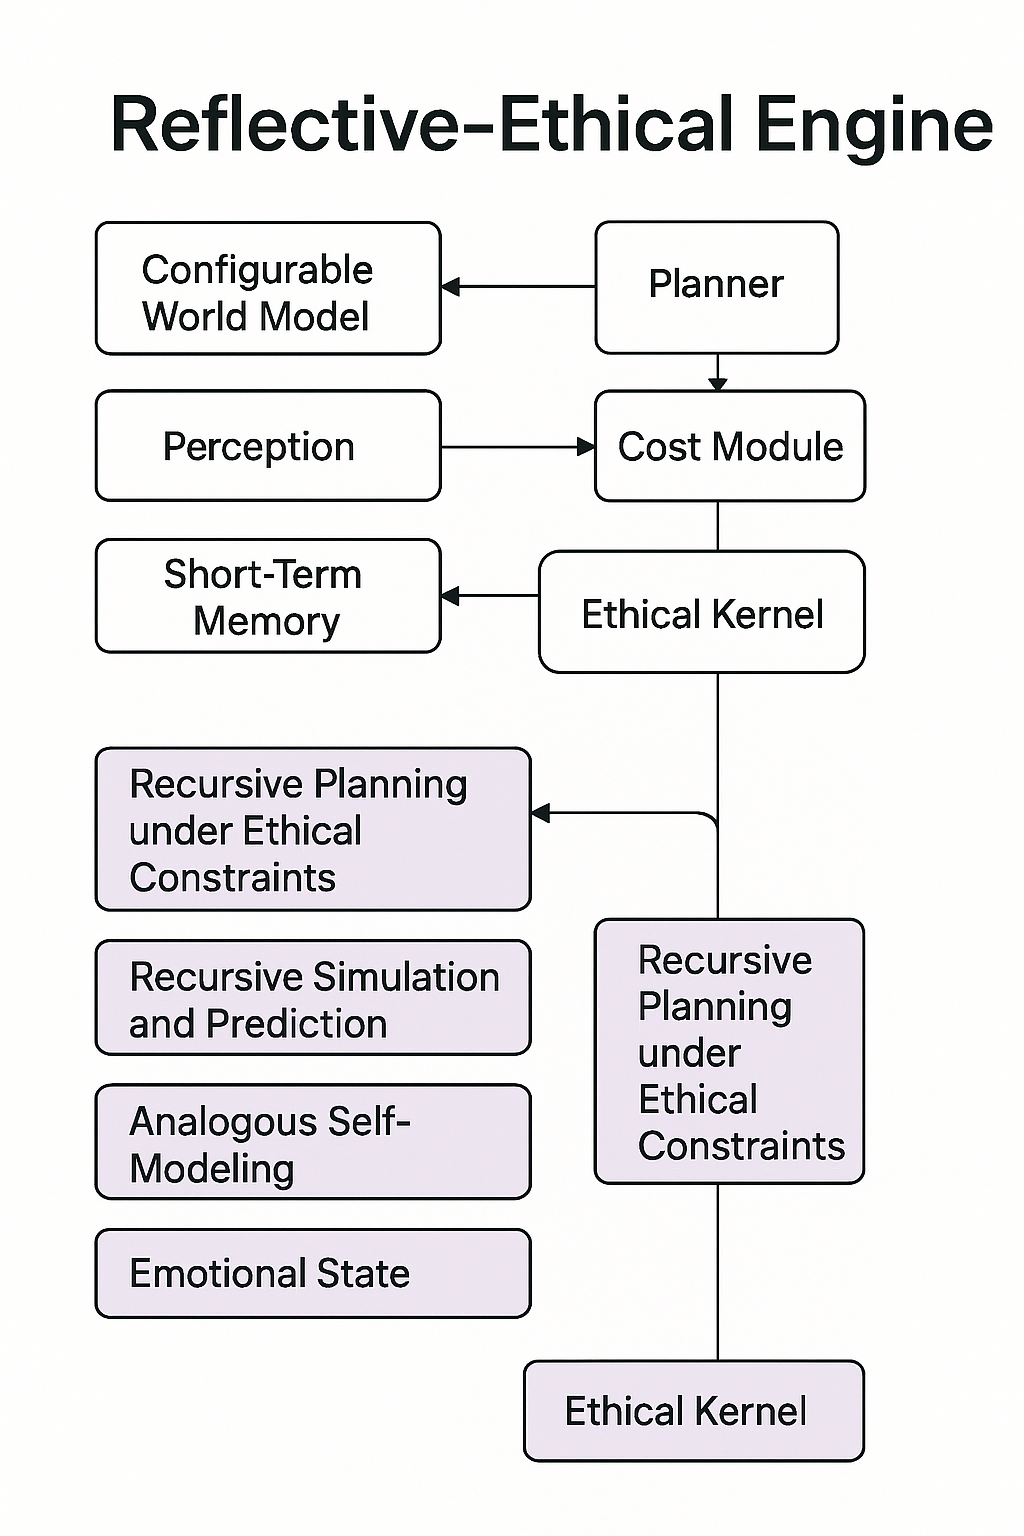 Reflective-Ethical Engine
Configurable
World Model
Planner
Perception
Cost Module
Short-Term
Memory
Ethical Kernel
Recursive Planning
under Ethical
Constraints
Recursive Simulation
and Prediction
Analogous Self-
Modeling
Emotional State
Recursive
Planning
under
Ethical
Constraints
Ethical Kernel